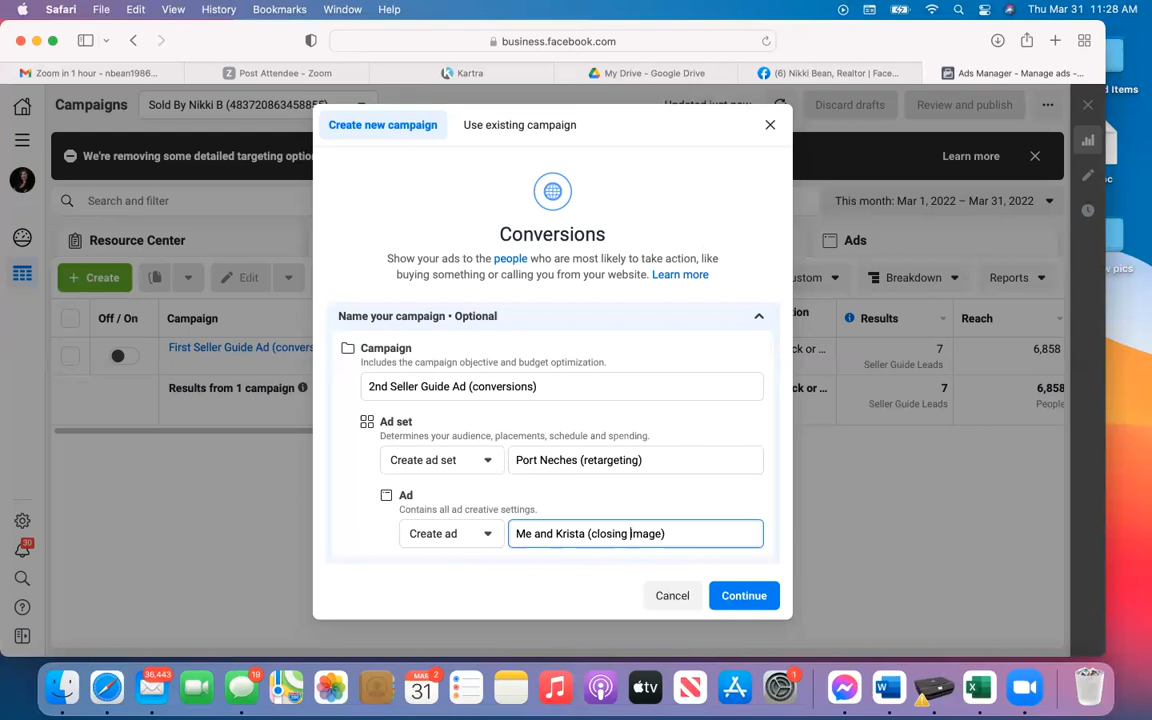 Safari File Edit View History Bookmarks Window Help Thu Mar 31 11:28 AM
business.facebook.com
Zoom in 1 hour - nbean1986... Post Attendee - Zoom Kartra My Drive - Google Drive (6) Nikki Bean, Realtor | Face... Ads Manager - Manage ads -...
Campaigns Sold By Nikki B (483720863458855) Updated just now Discard drafts Review and publish
Create new campaign Use existing campaign
We're removing some detailed targeting optio Learn more
Search and filter This month: Mar 1, 2022 – Mar 31, 2022
Resource Center Ads
Conversions
Show your ads to the people who are most likely to take action, like
buying something or calling you from your website. Learn more
Create Edit Breakdown Reports
Off / On Campaign Results Reach
Name your campaign • Optional
First Seller Guide Ad (convers 7 6,858
Seller Guide Leads
Results from 1 campaign 7 6,858
Seller Guide Leads People
Campaign
Includes the campaign objective and budget optimization.
2nd Seller Guide Ad (conversions)
Ad set
Determines your audience, placements, schedule and spending.
Create ad set Port Neches (retargeting)
Ad
Contains all ad creative settings.
Create ad Me and Krista (closing image)
Cancel Continue
30
36,443 19 MAR 2 31 tv 1